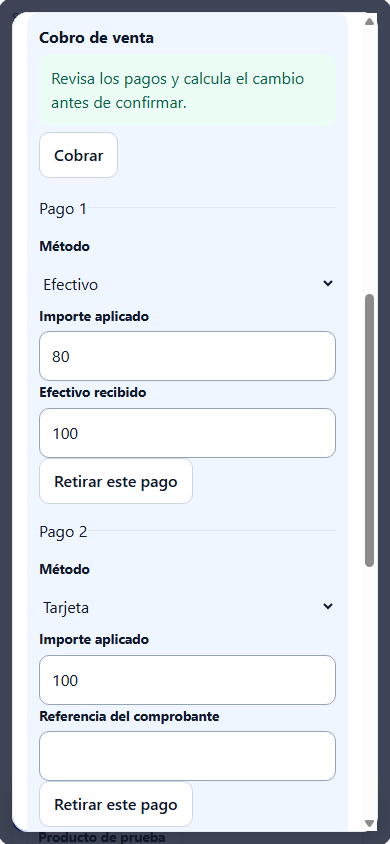 Cobro de venta
Revisa los pagos y calcula el cambio
antes de confirmar.
Cobrar
Pago 1
Método
Efectivo
Importe aplicado
80
Efectivo recibido
100
Retirar este pago
Pago 2
Método
Tarjeta
Importe aplicado
100
Referencia del comprobante
Retirar este pago
Producto de prueba